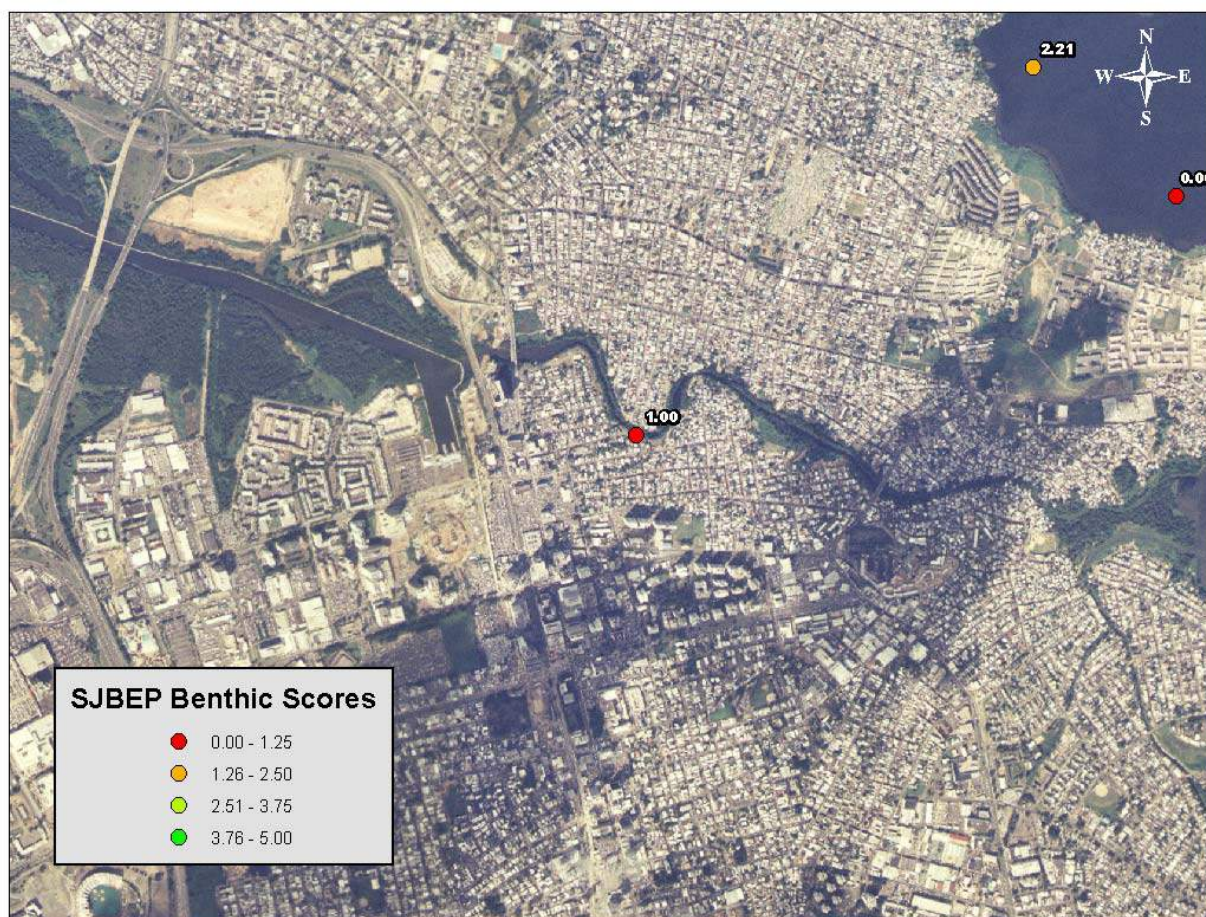 2.21
N
W E
S
1.00
SJBEP Benthic Scores
0.00 - 1.25
1.26 - 2.50
2.51 - 3.75
3.76 - 5.00